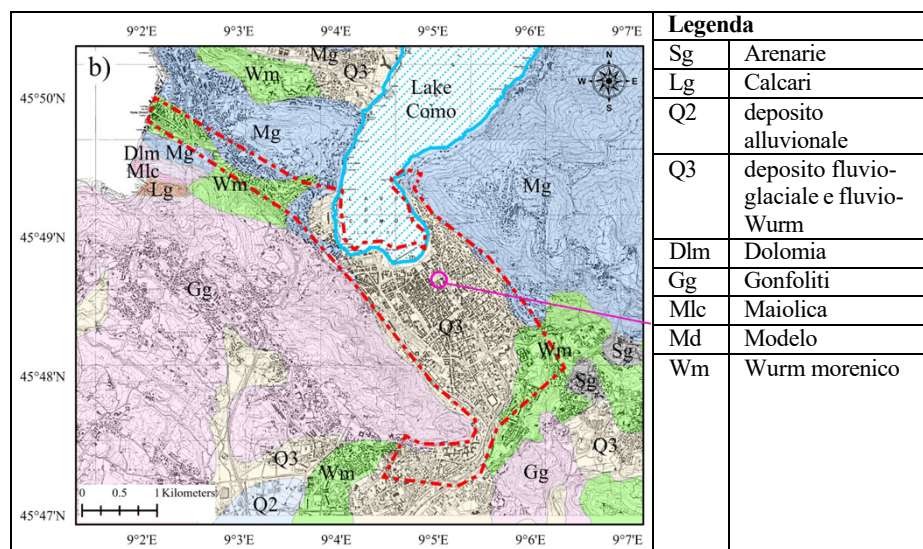 9°2'E 9°3'E 9°4'E 9°5'E 9°6'E 9°7'E
b)
Mg
Q3
Wm
N
W E
S
Lake
Como
45°50'N
Mg
Dlm Mg
Mlc
Lg
Wm
Mg
45°49'N
Gg
Q3
Wm
Sg
Sg
45°48'N
Q3
Wm
Q3
Gg
Q2
0 0.5 1 Kilometers
45°47'N
9°2'E 9°3'E 9°4'E 9°5'E 9°6'E 9°7'E
Legenda
Sg Arenarie
Lg Calcari
Q2 deposito
alluvionale
Q3 deposito fluvio-
glaciale e fluvio-
Wurm
Dlm Dolomia
Gg Gonfoliti
Mlc Maiolica
Md Modelo
Wm Wurm morenico